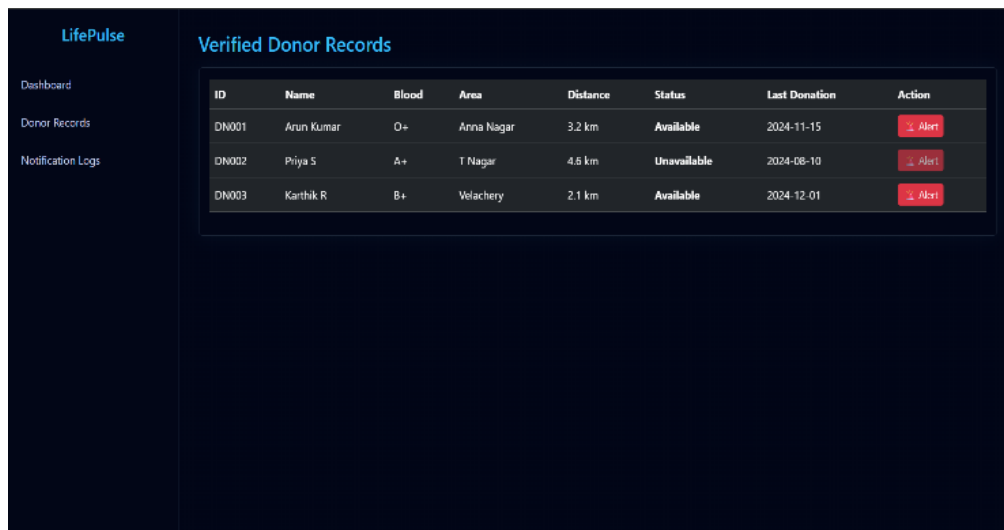 LifePulse
Dashboard
Donor Records
Notification Logs
Verified Donor Records
ID Name Blood Area Distance Status Last Donation Action
DN001 Arun Kumar O+ Anna Nagar 3.2 km Available 2024-11-15 Alert
DN002 Priya S A+ T Nagar 4.6 km Unavailable 2024-08-10 Alert
DN003 Karthik R B+ Velachery 2.1 km Available 2024-12-01 Alert